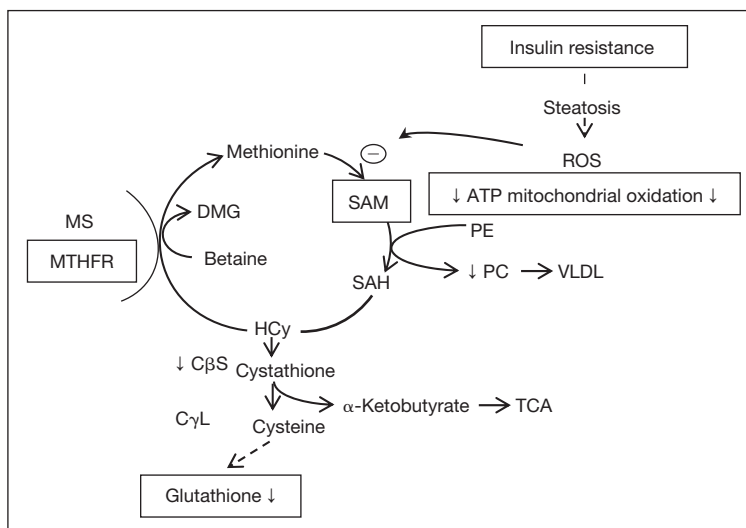 Insulin resistance
Steatosis
ROS
↓ ATP mitochondrial oxidation ↓
Methionine
−
SAM
MS
MTHFR
DMG
Betaine
PE
SAH
↓ PC
VLDL
HCy
↓ CβS
Cystathione
α-Ketobutyrate
TCA
CγL
Cysteine
Glutathione ↓